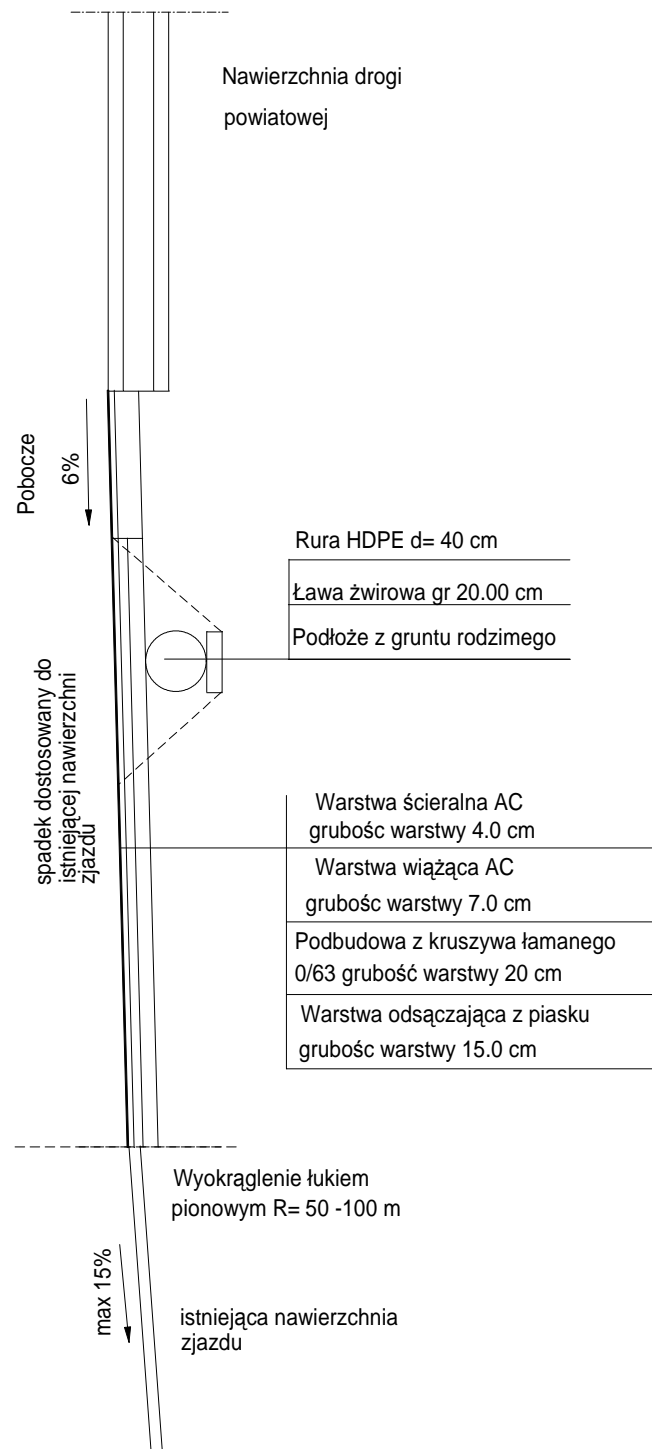 Nawierzchnia drogi
powiatowej
Pobocze
6%
Rura HDPE d= 40 cm
Ława żwirowa gr 20.00 cm
Podłoże z gruntu rodzimego
spadek dostosowany do
istniejącej nawierzchni
zjazdu
Warstwa ścieralna AC
grubośc warstwy 4.0 cm
Warstwa wiążąca AC
grubośc warstwy 7.0 cm
Podbudowa z kruszywa łamanego
0/63 grubość warstwy 20 cm
Warstwa odsączająca z piasku
grubośc warstwy 15.0 cm
Wyokrąglenie łukiem
pionowym R= 50 -100 m
max 15%
istniejąca nawierzchnia
zjazdu